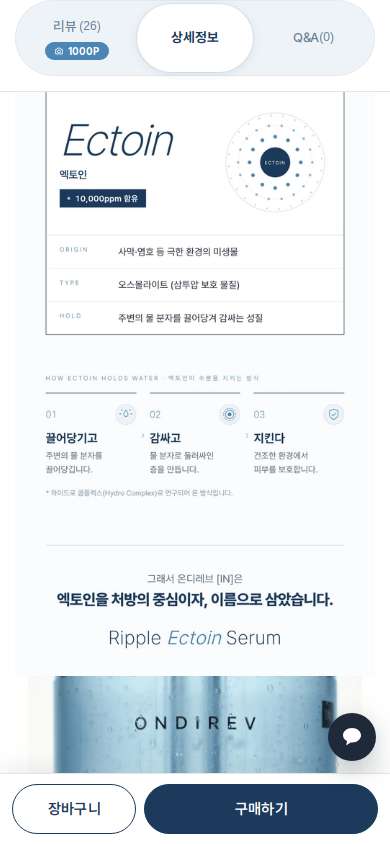 리뷰 (26)
1000P
상세정보
Q&A(0)
Ectoin
엑토인
• 10,000ppm 함유
ECTOIN
ORIGIN
사막·염호 등 극한 환경의 미생물
TYPE
오스몰라이트 (삼투압 보호 물질)
HOLD
주변의 물 분자를 끌어당겨 감싸는 성질
HOW ECTOIN HOLDS WATER · 엑토인이 수분을 지키는 방식
01
끌어당기고
주변의 물 분자를
끌어당깁니다.
02
감싸고
물 분자로 둘러싸인
층을 만듭니다.
03
지킨다
건조한 환경에서
피부를 보호합니다.
* 하이드로 콤플렉스(Hydro Complex)로 연구되어 온 방식입니다.
그래서 온디레브 [IN]은
엑토인을 처방의 중심이자, 이름으로 삼았습니다.
Ripple Ectoin Serum
ONDIREV
장바구니
구매하기